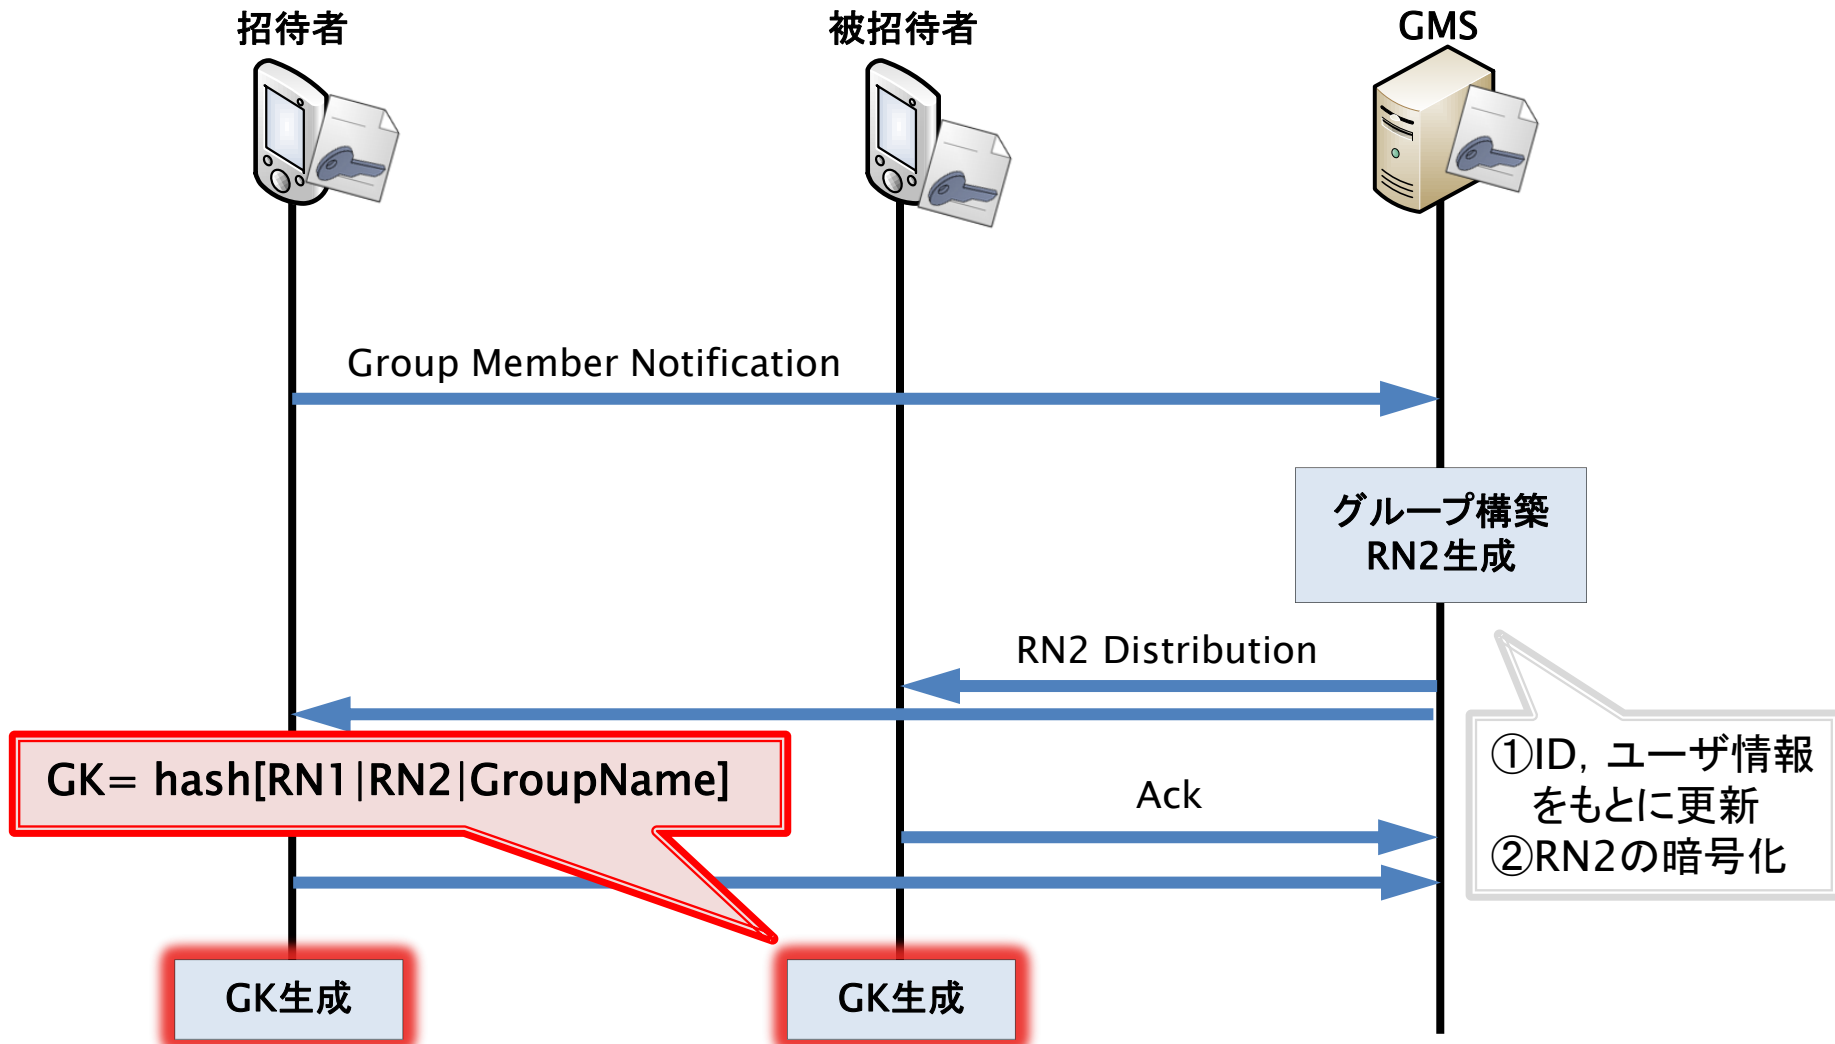 招待者
被招待者
GMS
Group Member Notification
グループ構築
RN2生成
RN2 Distribution
GK= hash[RN1|RN2|GroupName]
Ack
①ID，ユーザ情報
をもとに更新
②RN2の暗号化
GK生成
GK生成